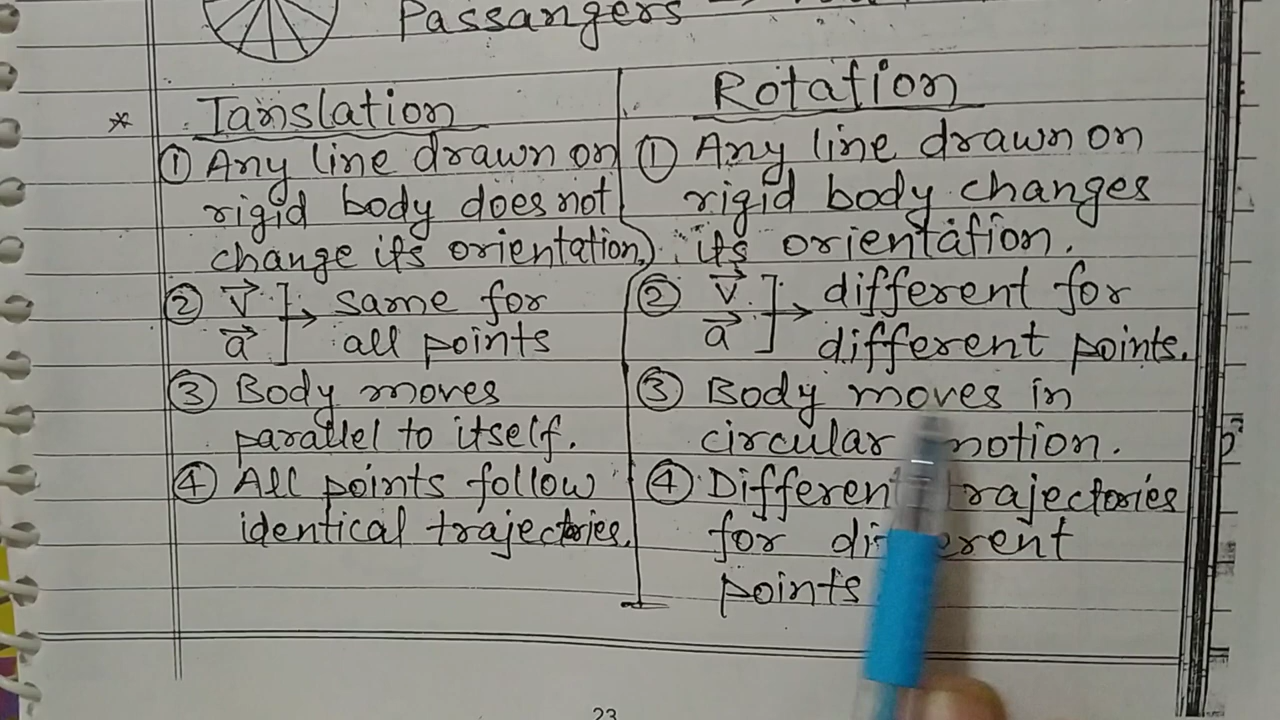 Passangers
* Tanslation
① Any line drawn on
rigid body does not
change its orientation.
② v⃗ ] → same for
a⃗ ] all points
③ Body moves
parallel to itself.
④ All points follow
identical trajectories.
Rotation
① Any line drawn on
rigid body changes
its orientation.
② v⃗ ] → different for
a⃗ ] different points.
③ Body moves in
circular motion.
④ Different trajectories
for different
points
23